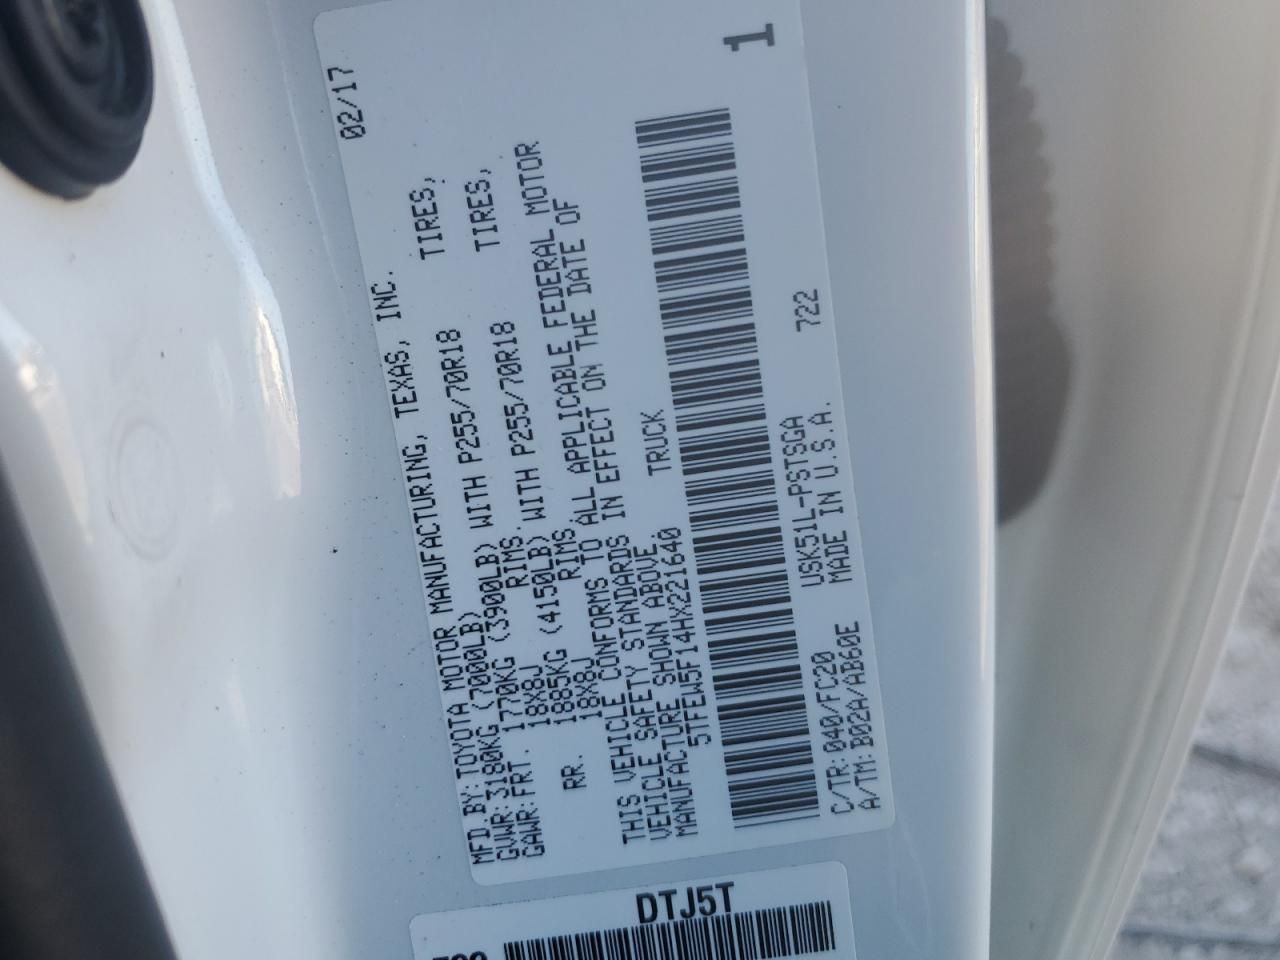 MFD. BY: TOYOTA MOTOR MANUFACTURING, TEXAS, INC. 02/17
GVWR: 3180KG (7000LB)
GAWR: FRT. 1770KG (3900LB) WITH P255/70R18 TIRES,
18X8J RIMS.
RR. 1885KG (4150LB) WITH P255/70R18 TIRES,
18X8J RIMS.
THIS VEHICLE CONFORMS TO ALL APPLICABLE FEDERAL MOTOR
VEHICLE SAFETY STANDARDS IN EFFECT ON THE DATE OF
MANUFACTURE SHOWN ABOVE.
5TFEW5F14HX221640 TRUCK
1
C/TR: 040/FC20 USK51L-PSTSGA 722
A/TM: B02A/AB60E MADE IN U.S.A.
DTJ5T